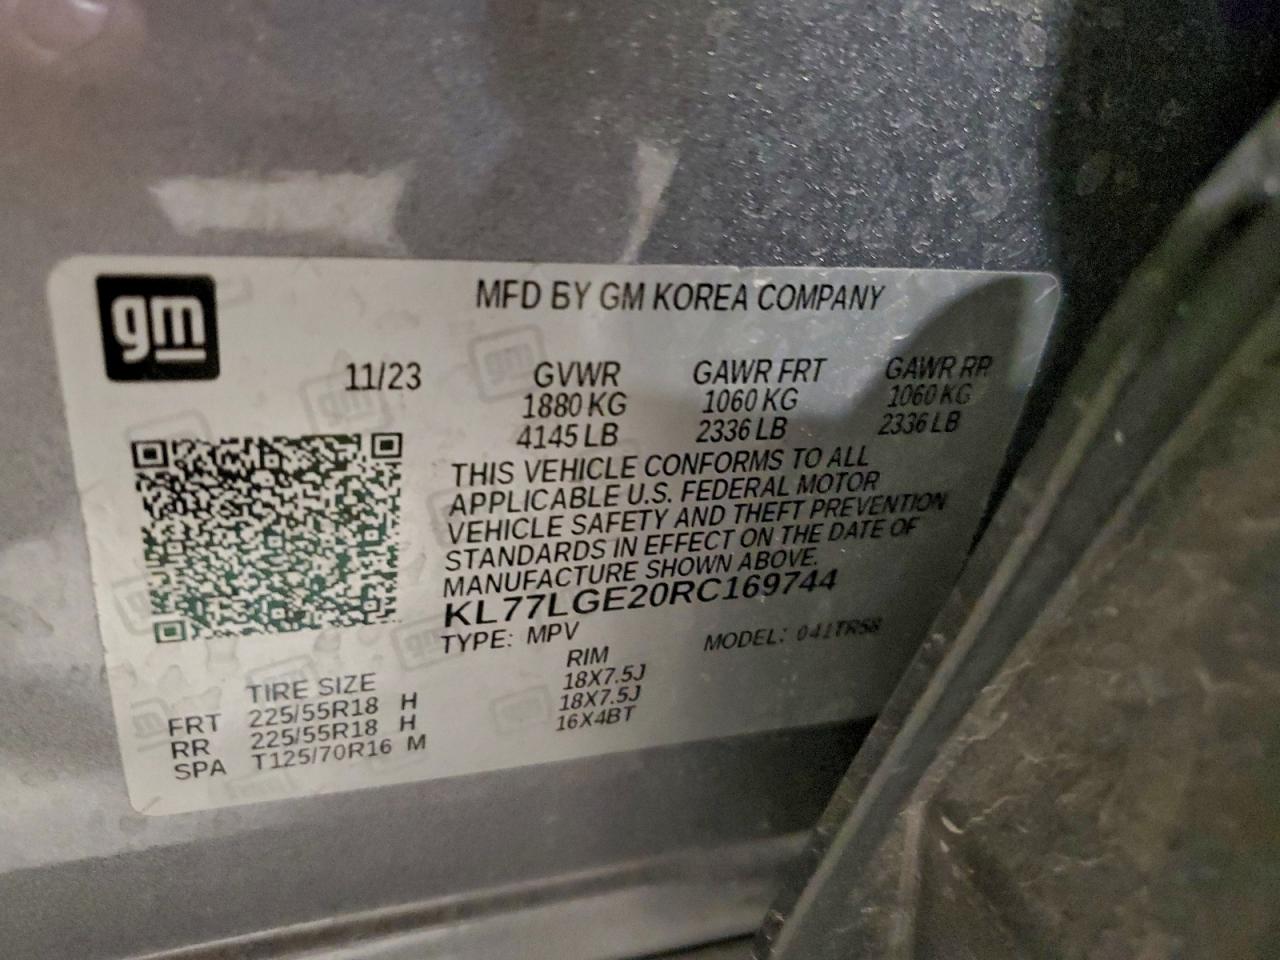 gm
MFD BY GM KOREA COMPANY
11/23 GVWR GAWR FRT GAWR RR
1880 KG 1060 KG 1060 KG
4145 LB 2336 LB 2336 LB
THIS VEHICLE CONFORMS TO ALL
APPLICABLE U.S. FEDERAL MOTOR
VEHICLE SAFETY AND THEFT PREVENTION
STANDARDS IN EFFECT ON THE DATE OF
MANUFACTURE SHOWN ABOVE.
KL77LGE20RC169744
TYPE: MPV MODEL: 041TR58
TIRE SIZE RIM
FRT 225/55R18 H 18X7.5J
RR 225/55R18 H 18X7.5J
SPA T125/70R16 M 16X4BT